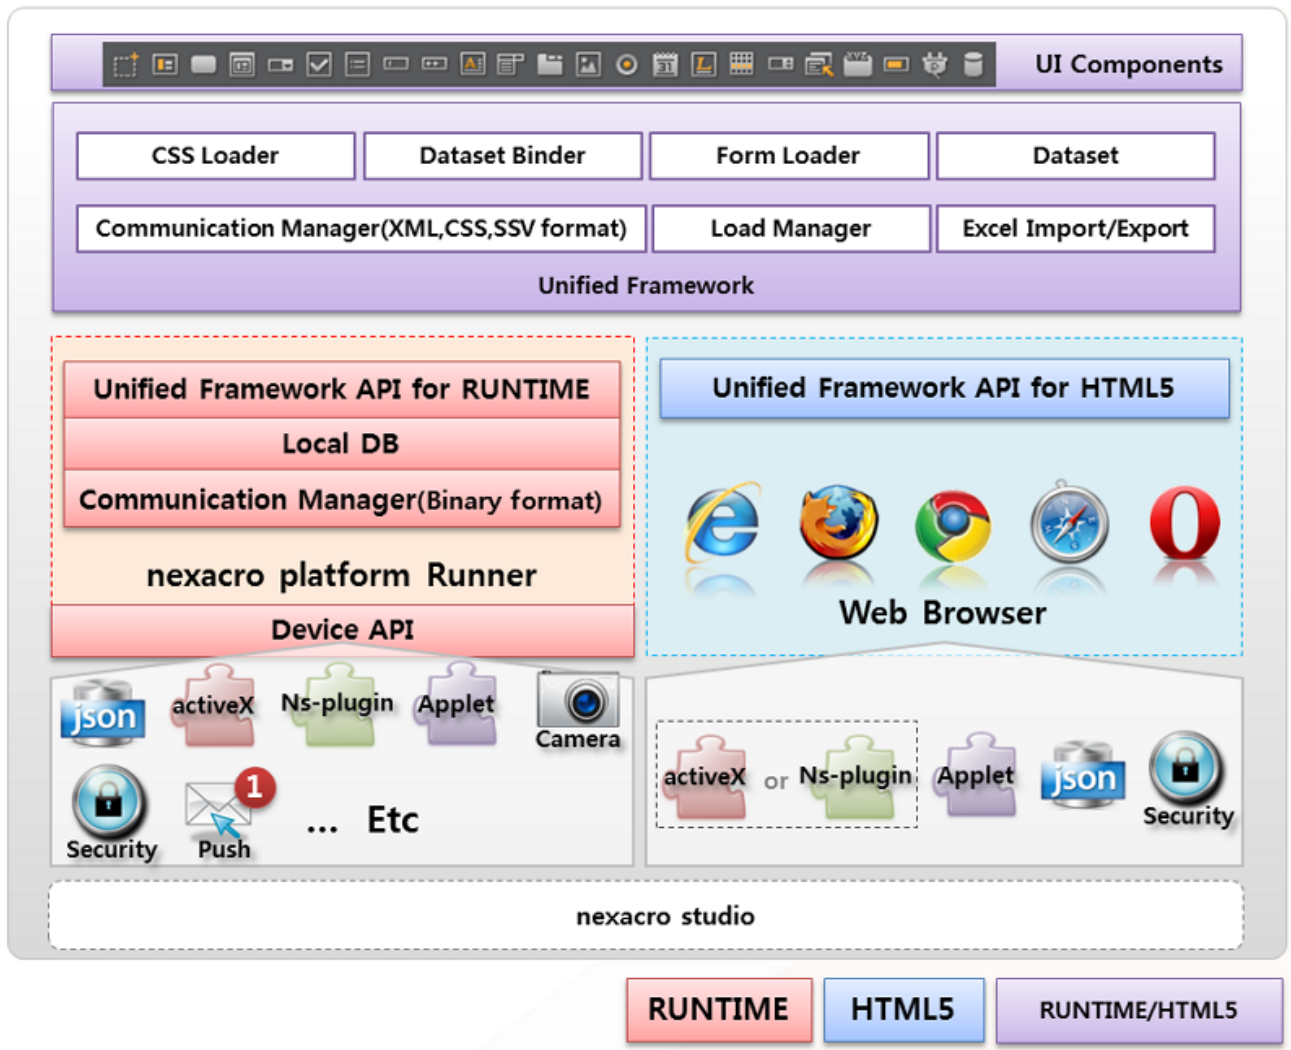 UI Components
CSS Loader
Dataset Binder
Form Loader
Dataset
Communication Manager(XML,CSS,SSV format)
Load Manager
Excel Import/Export
Unified Framework
Unified Framework API for RUNTIME
Local DB
Communication Manager(Binary format)
nexacro platform Runner
Device API
Unified Framework API for HTML5
Web Browser
json
activeX
Ns-plugin
Applet
Camera
Security
1
Push
... Etc
activeX or Ns-plugin
Applet
json
Security
nexacro studio
RUNTIME
HTML5
RUNTIME/HTML5